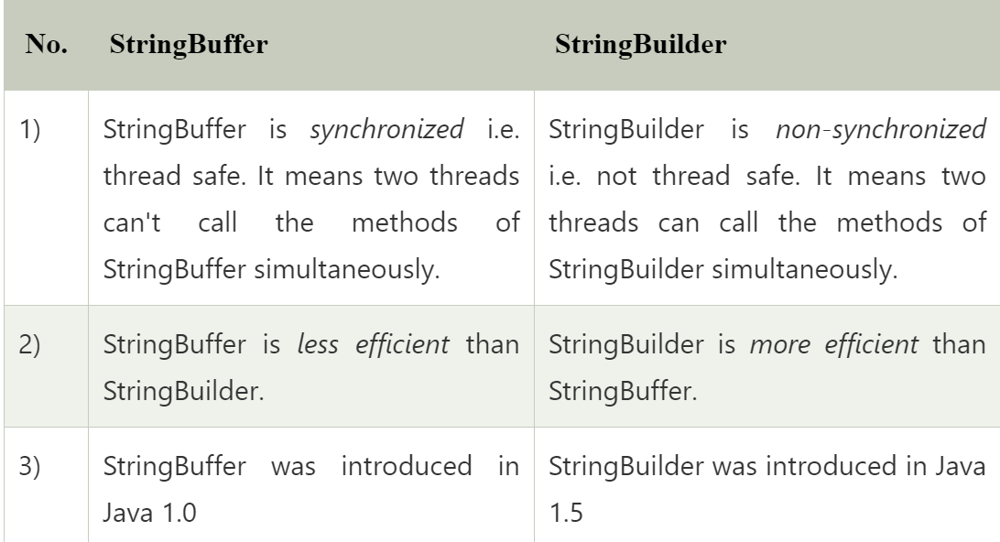 No. StringBuffer StringBuilder
1) StringBuffer is synchronized i.e. StringBuilder is non-synchronized
thread safe. It means two threads i.e. not thread safe. It means two
can't call the methods of threads can call the methods of
StringBuffer simultaneously. StringBuilder simultaneously.
2) StringBuffer is less efficient than StringBuilder is more efficient than
StringBuilder. StringBuffer.
3) StringBuffer was introduced in StringBuilder was introduced in Java
Java 1.0 1.5